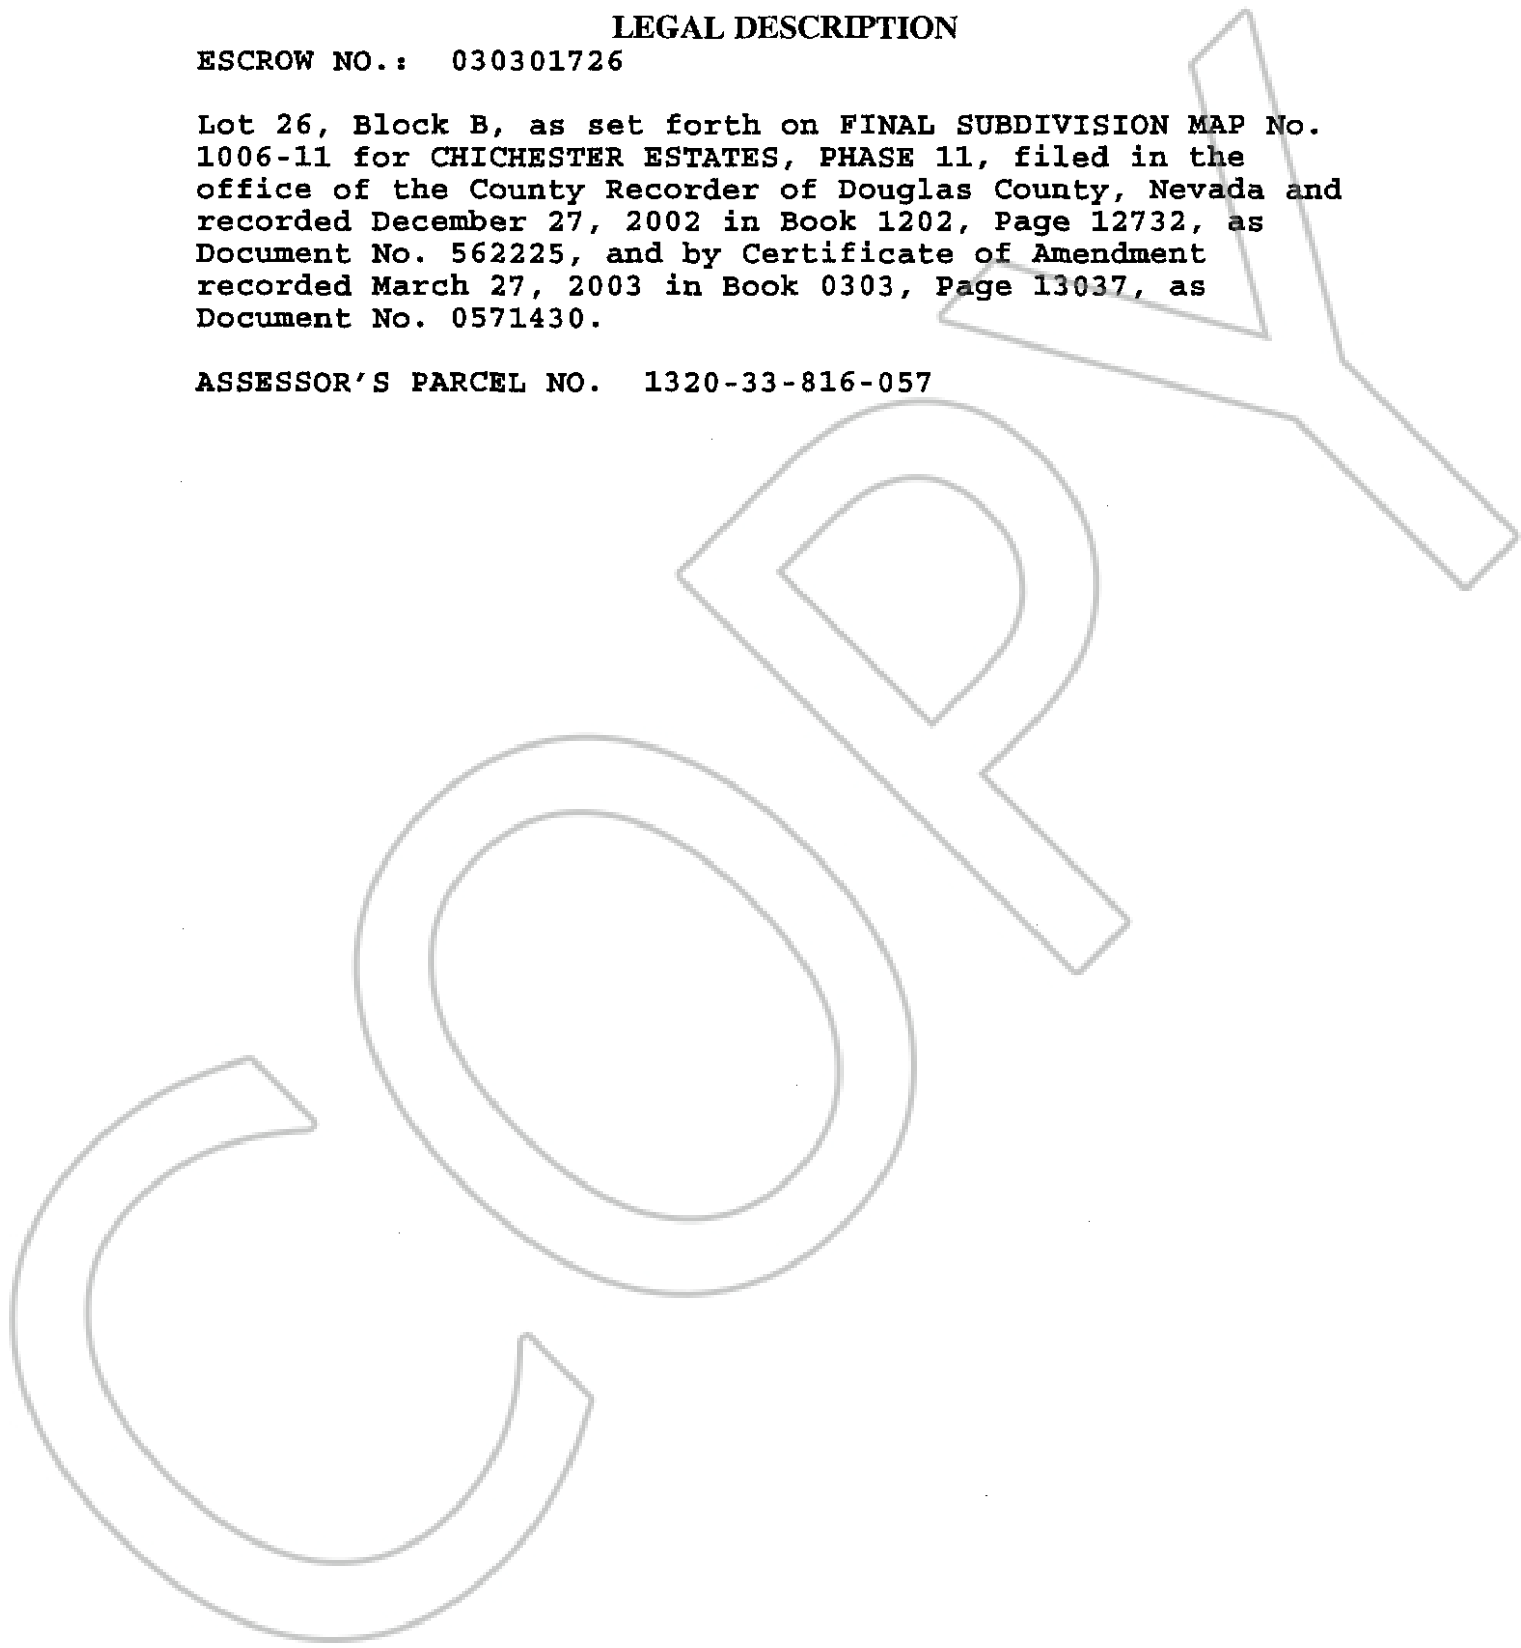 LEGAL DESCRIPTION
ESCROW NO.: 030301726
Lot 26, Block B, as set forth on FINAL SUBDIVISION MAP No.
1006-11 for CHICHESTER ESTATES, PHASE 11, filed in the
office of the County Recorder of Douglas County, Nevada and
recorded December 27, 2002 in Book 1202, Page 12732, as
Document No. 562225, and by Certificate of Amendment
recorded March 27, 2003 in Book 0303, Page 13037, as
Document No. 0571430.
ASSESSOR'S PARCEL NO. 1320-33-816-057
COPY